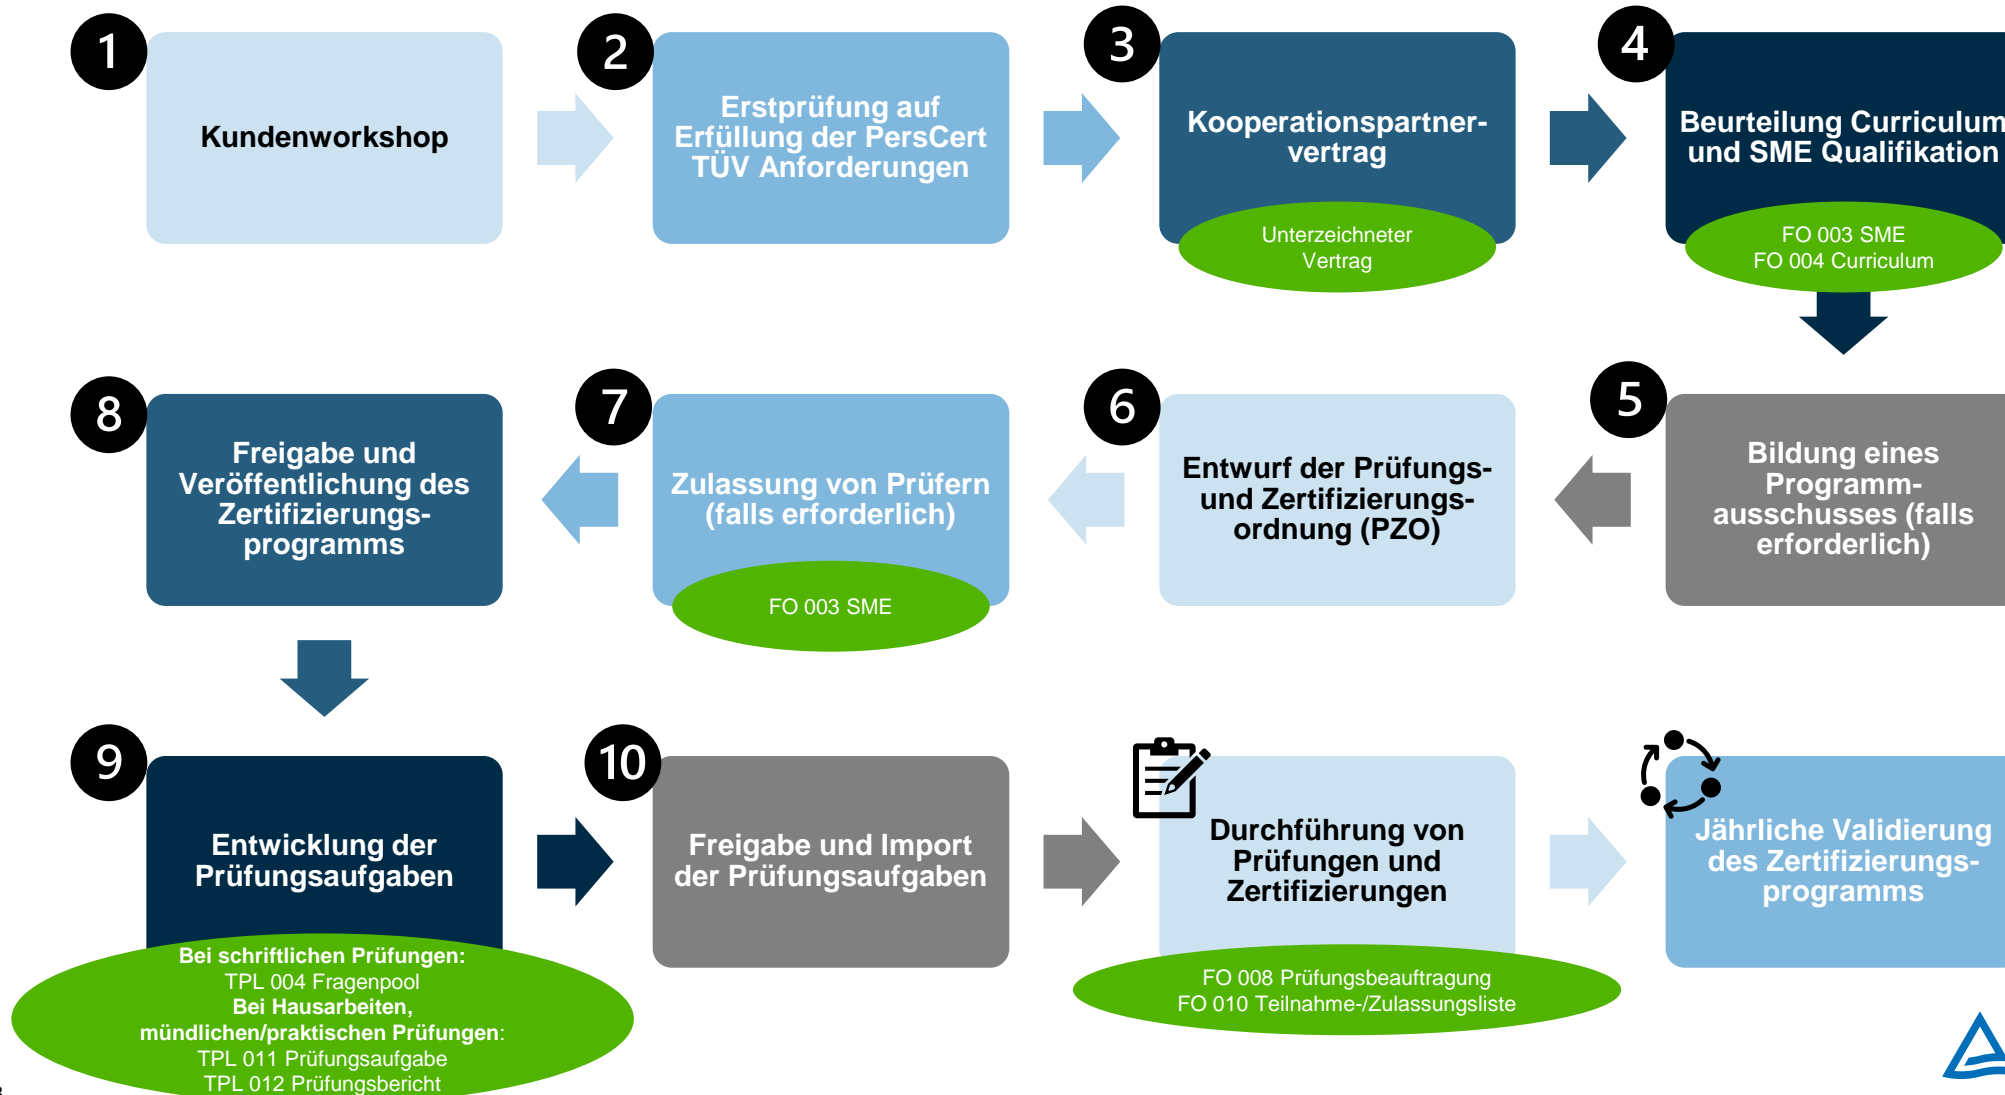 1
Kundenworkshop
2
Erstprüfung auf
Erfüllung der PersCert
TÜV Anforderungen
3
Kooperationspartner-
vertrag
Unterzeichneter
Vertrag
4
Beurteilung Curriculum
und SME Qualifikation
FO 003 SME
FO 004 Curriculum
5
Bildung eines
Programm-
ausschusses (falls
erforderlich)
6
Entwurf der Prüfungs-
und Zertifizierungs-
ordnung (PZO)
7
Zulassung von Prüfern
(falls erforderlich)
FO 003 SME
8
Freigabe und
Veröffentlichung des
Zertifizierungs-
programms
9
Entwicklung der
Prüfungsaufgaben
Bei schriftlichen Prüfungen:
TPL 004 Fragenpool
Bei Hausarbeiten,
mündlichen/praktischen Prüfungen:
TPL 011 Prüfungsaufgabe
TPL 012 Prüfungsbericht
10
Freigabe und Import
der Prüfungsaufgaben
Durchführung von
Prüfungen und
Zertifizierungen
FO 008 Prüfungsbeauftragung
FO 010 Teilnahme-/Zulassungsliste
Jährliche Validierung
des Zertifizierungs-
programms